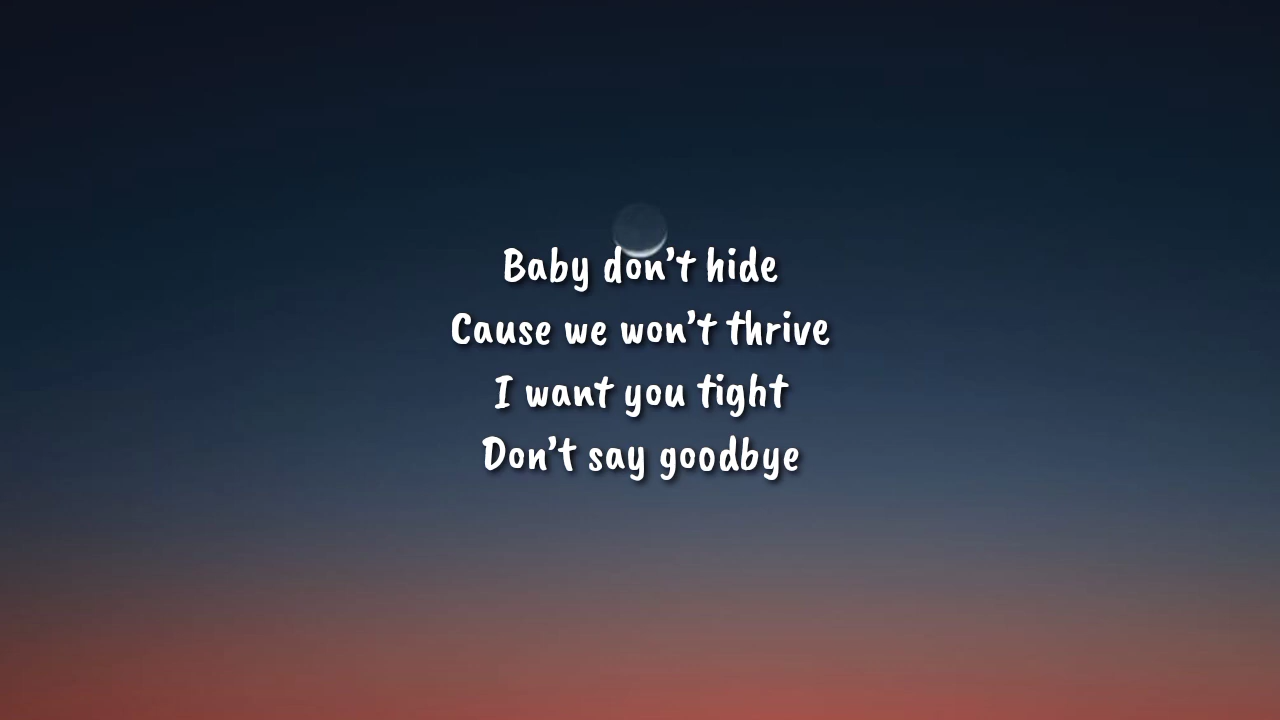 Baby don’t hide
Cause we won’t thrive
I want you tight
Don’t say goodbye